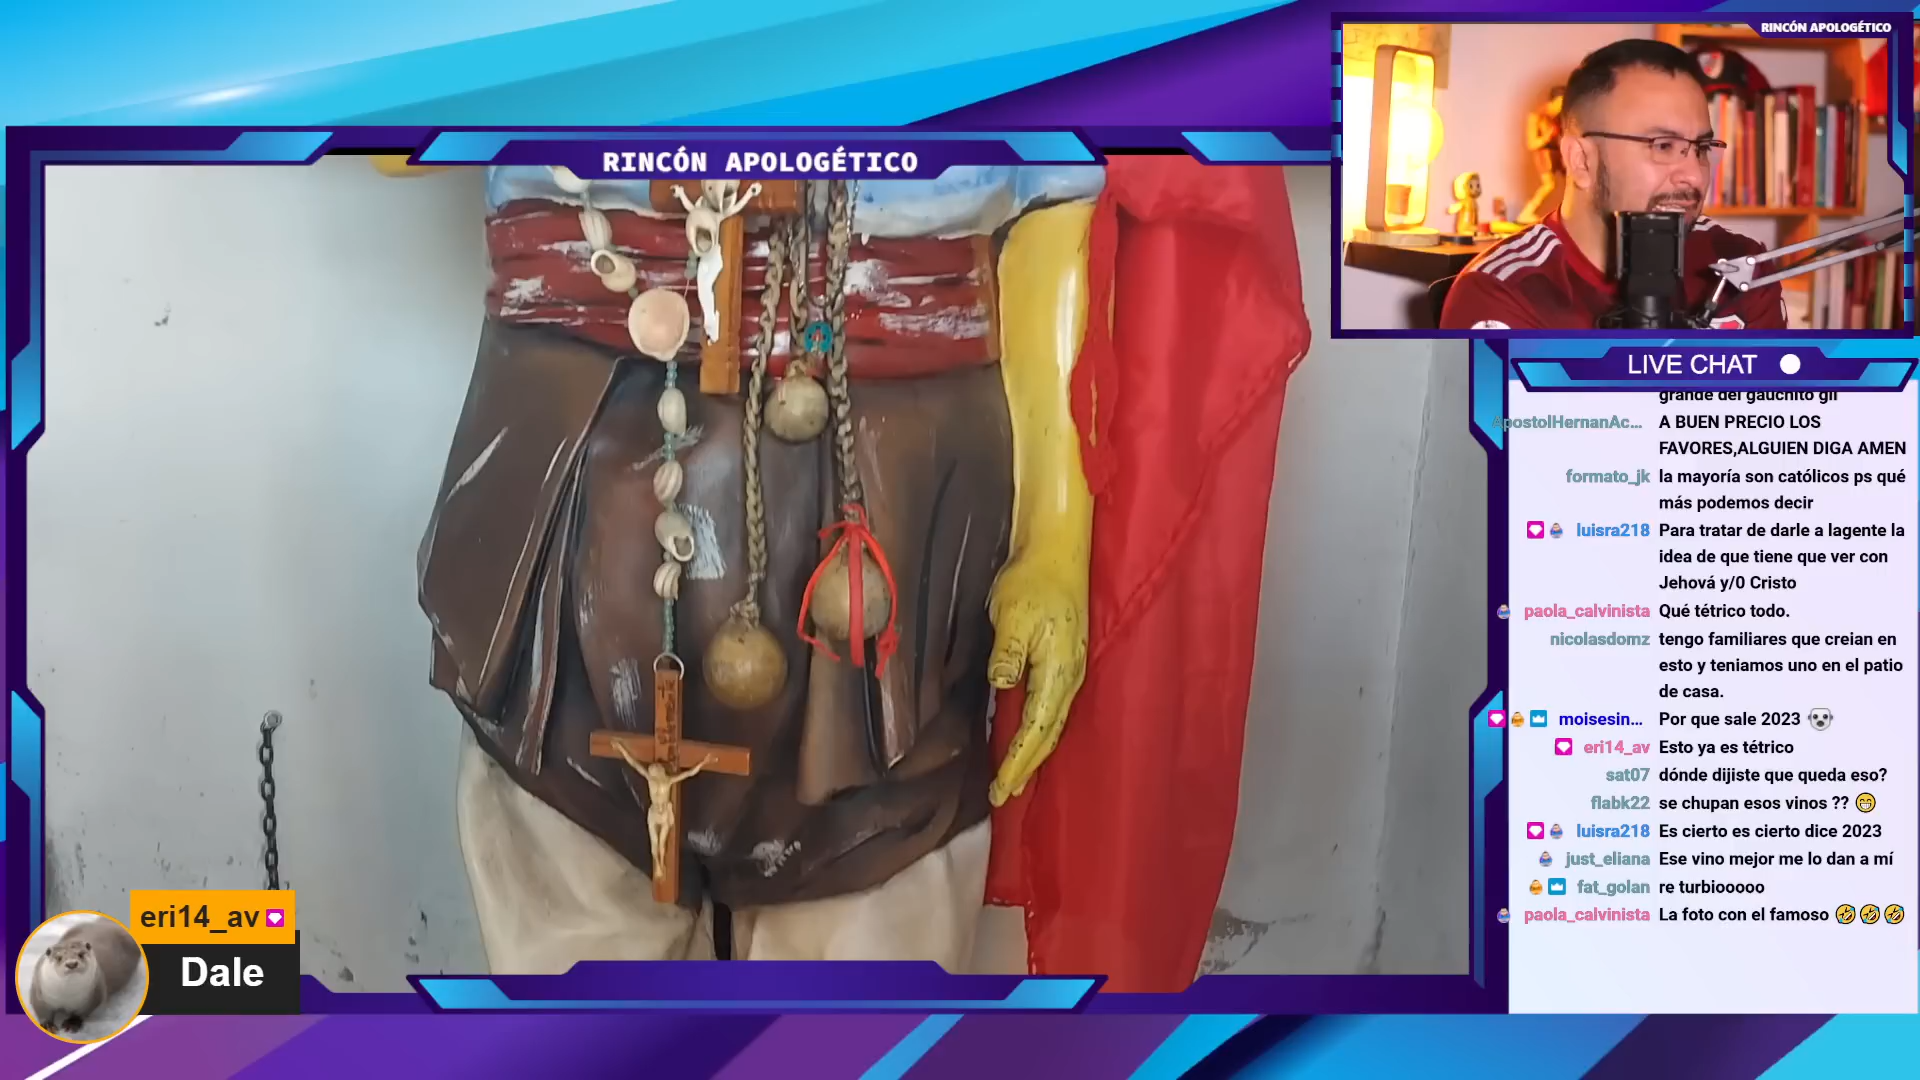 RINCÓN APOLOGÉTICO
RINCÓN APOLOGÉTICO
LIVE CHAT
grande del gauchito gil
ApostolHernanAc... A BUEN PRECIO LOS
FAVORES,ALGUIEN DIGA AMEN
formato_jk la mayoría son católicos ps qué
más podemos decir
luisra218 Para tratar de darle a lagente la
idea de que tiene que ver con
Jehová y/0 Cristo
paola_calvinista Qué tétrico todo.
nicolasdomz tengo familiares que creian en
esto y teniamos uno en el patio
de casa.
moisesin... Por que sale 2023
eri14_av Esto ya es tétrico
sat07 dónde dijiste que queda eso?
flabk22 se chupan esos vinos ??
luisra218 Es cierto es cierto dice 2023
just_eliana Ese vino mejor me lo dan a mí
fat_golan re turbiooooo
paola_calvinista La foto con el famoso
eri14_av
Dale